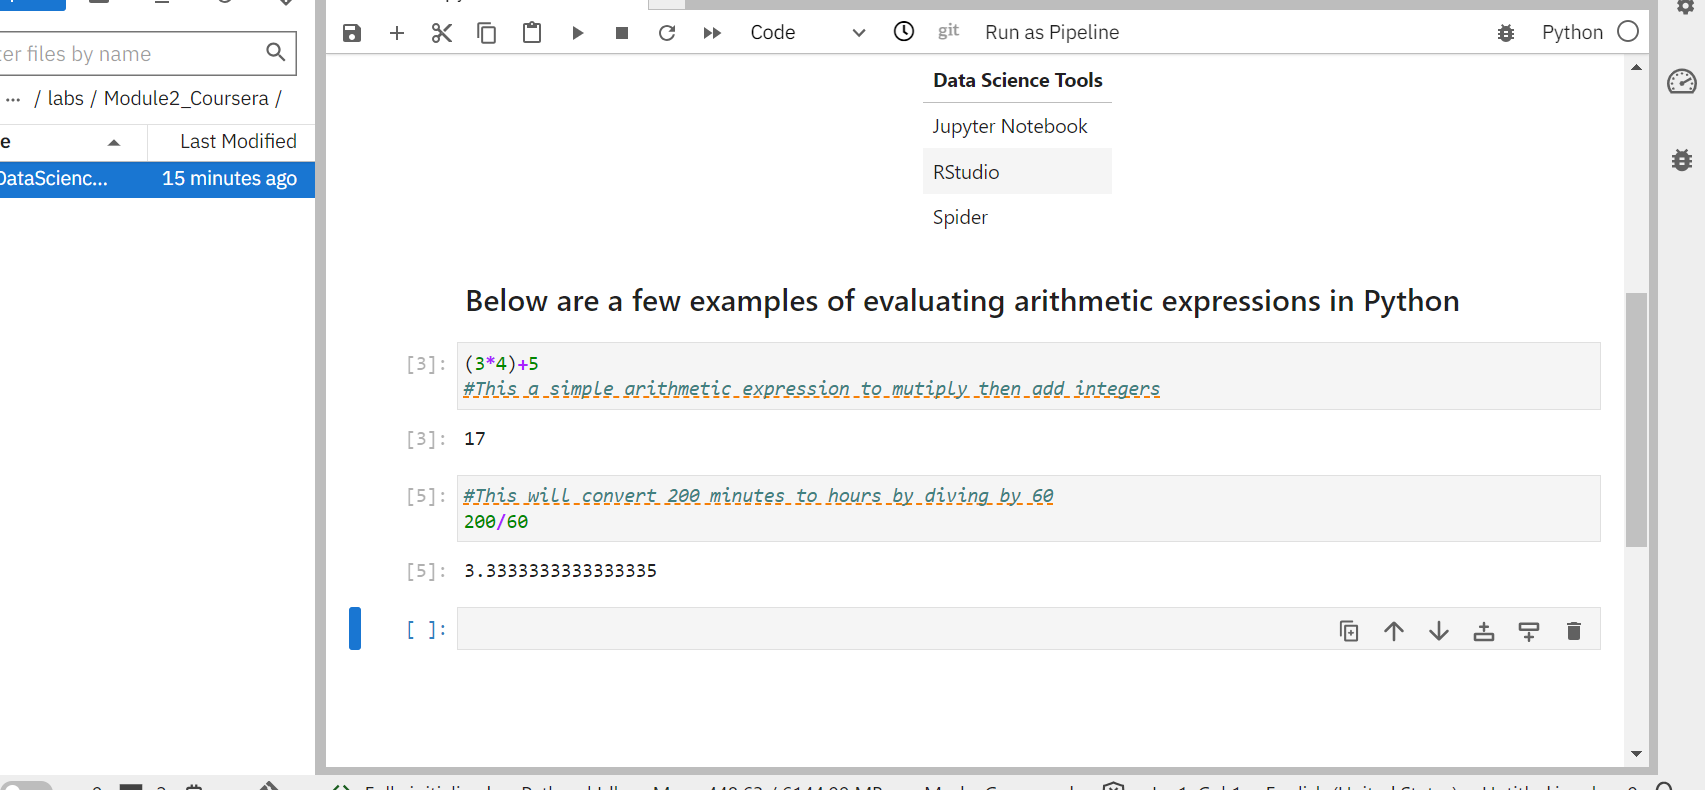 Code
git
Run as Pipeline
Python
er files by name
... / labs / Module2_Coursera /
e
Last Modified
DataScienc...
15 minutes ago
Data Science Tools
Jupyter Notebook
RStudio
Spider
Below are a few examples of evaluating arithmetic expressions in Python
[3]:
(3*4)+5
#This a simple arithmetic expression to mutiply then add integers
[3]:
17
[5]:
#This will convert 200 minutes to hours by diving by 60
200/60
[5]:
3.3333333333333335
[ ]: